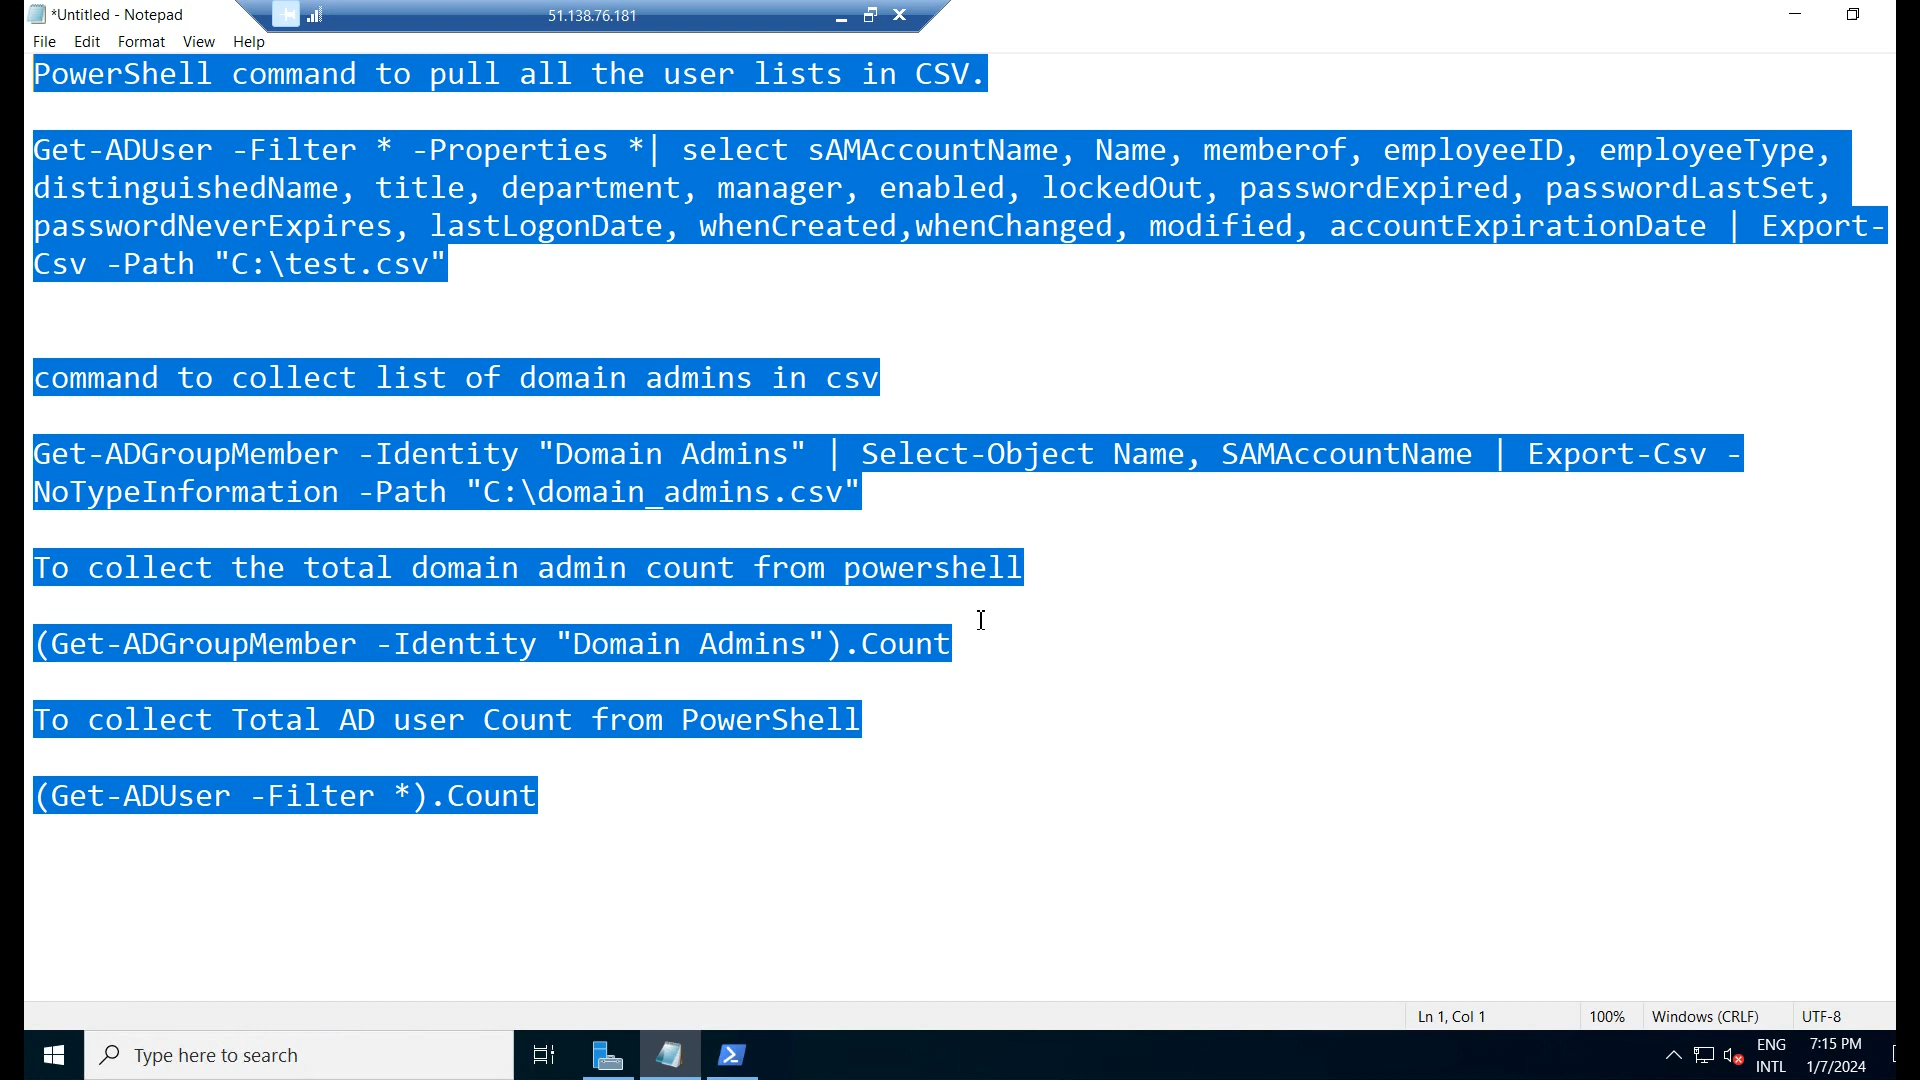 *Untitled - Notepad
51.138.76.181
File Edit Format View Help
PowerShell command to pull all the user lists in CSV.
Get-ADUser -Filter * -Properties *| select sAMAccountName, Name, memberof, employeeID, employeeType,
distinguishedName, title, department, manager, enabled, lockedOut, passwordExpired, passwordLastSet,
passwordNeverExpires, lastLogonDate, whenCreated,whenChanged, modified, accountExpirationDate | Export-
Csv -Path "C:\test.csv"
command to collect list of domain admins in csv
Get-ADGroupMember -Identity "Domain Admins" | Select-Object Name, SAMAccountName | Export-Csv -
NoTypeInformation -Path "C:\domain_admins.csv"
To collect the total domain admin count from powershell
(Get-ADGroupMember -Identity "Domain Admins").Count
To collect Total AD user Count from PowerShell
(Get-ADUser -Filter *).Count
Ln 1, Col 1 100% Windows (CRLF) UTF-8
Type here to search
ENG 7:15 PM
INTL 1/7/2024